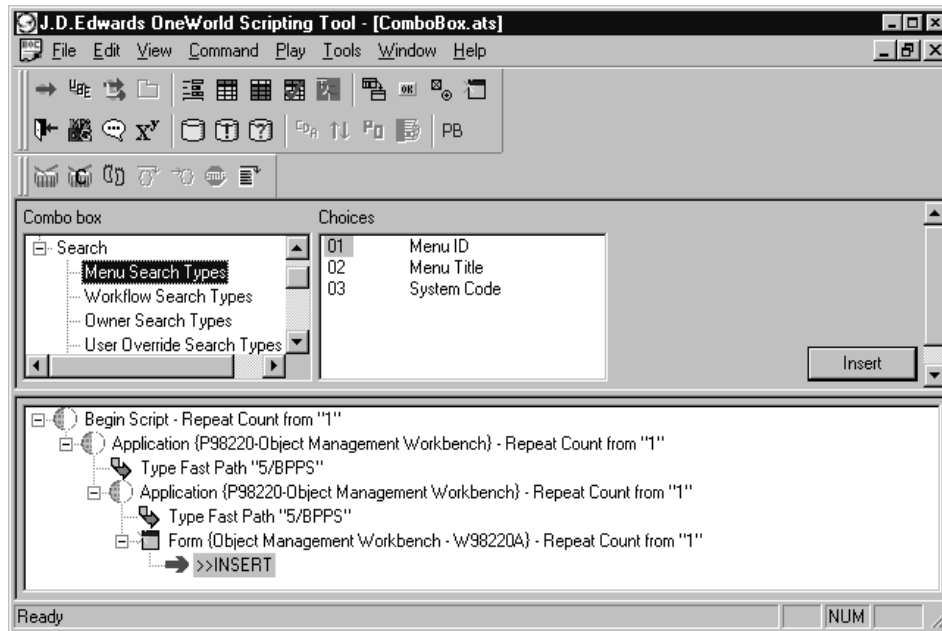 J.D.Edwards OneWorld Scripting Tool - [ComboBox.ats]
File Edit View Command Play Tools Window Help
UBE OK
X^Y T ? PB
C
Combo box Choices
Search
Menu Search Types
Workflow Search Types
Owner Search Types
User Override Search Types
01 Menu ID
02 Menu Title
03 System Code
Insert
Begin Script - Repeat Count from "1"
Application {P98220-Object Management Workbench} - Repeat Count from "1"
Type Fast Path "5/BPPS"
Application {P98220-Object Management Workbench} - Repeat Count from "1"
Type Fast Path "5/BPPS"
Form {Object Management Workbench - W98220A} - Repeat Count from "1"
>>INSERT
Ready NUM